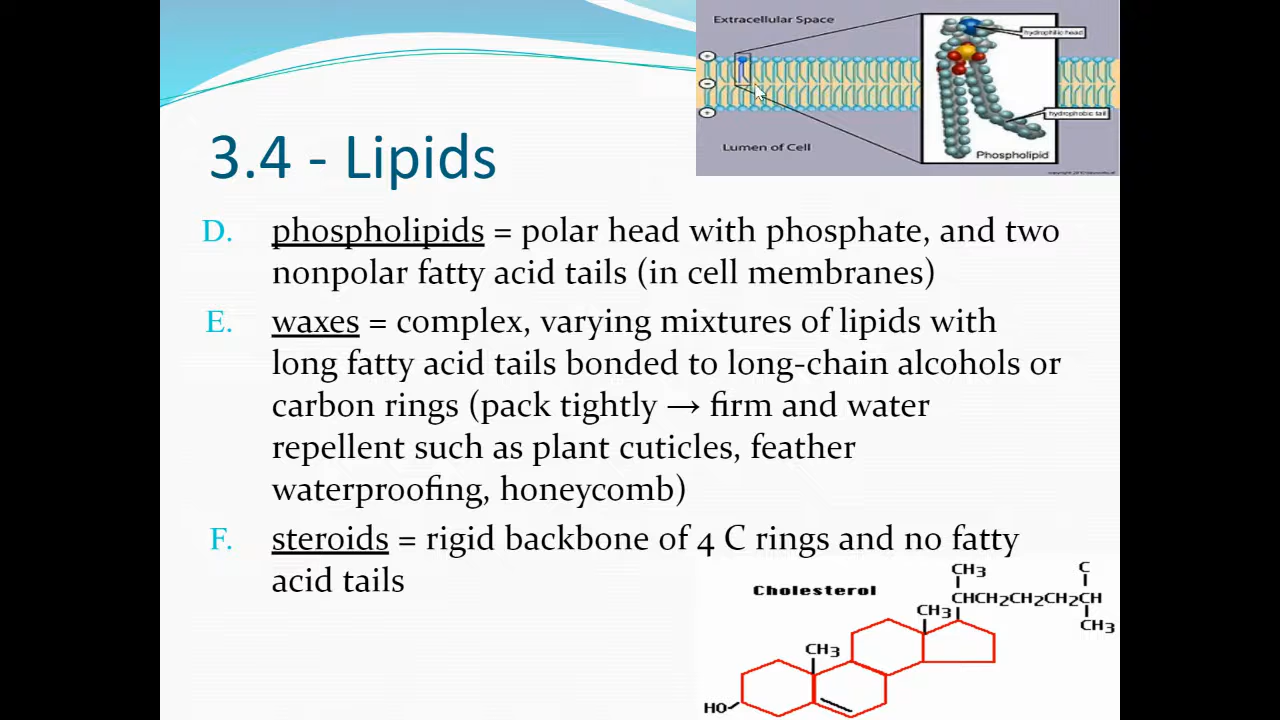 Extracellular Space
hydrophilic head
hydrophobic tail
Lumen of Cell
Phospholipid
3.4 - Lipids
D. phospholipids = polar head with phosphate, and two
nonpolar fatty acid tails (in cell membranes)
E. waxes = complex, varying mixtures of lipids with
long fatty acid tails bonded to long-chain alcohols or
carbon rings (pack tightly → firm and water
repellent such as plant cuticles, feather
waterproofing, honeycomb)
F. steroids = rigid backbone of 4 C rings and no fatty
acid tails
Cholesterol
CH3
C
CHCH2CH2CH2CH
CH3
CH3
CH3
HO